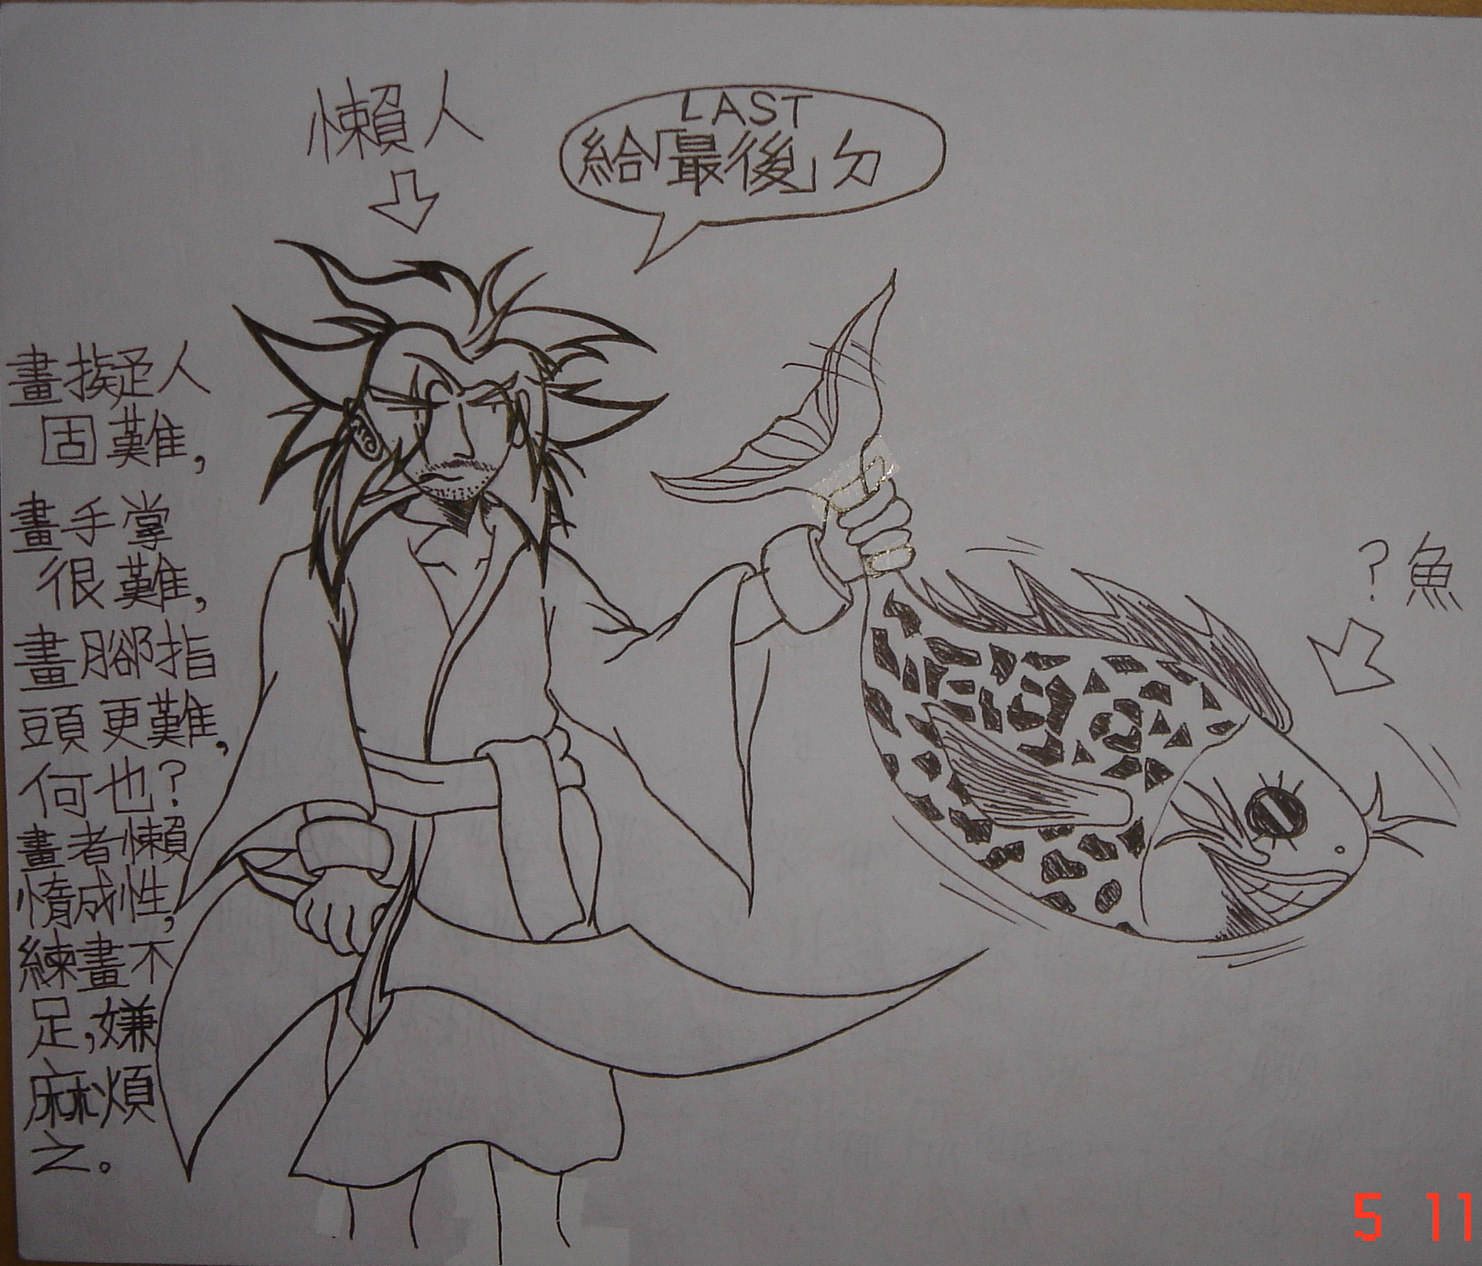 懶人
LAST
給「最後」ㄉ
畫擬人
固難,
畫手掌
很難,
畫腳指
頭更難,
何也?
畫者懶
惰成性,
練畫不
足,嫌
麻煩
之。
?魚
5 11